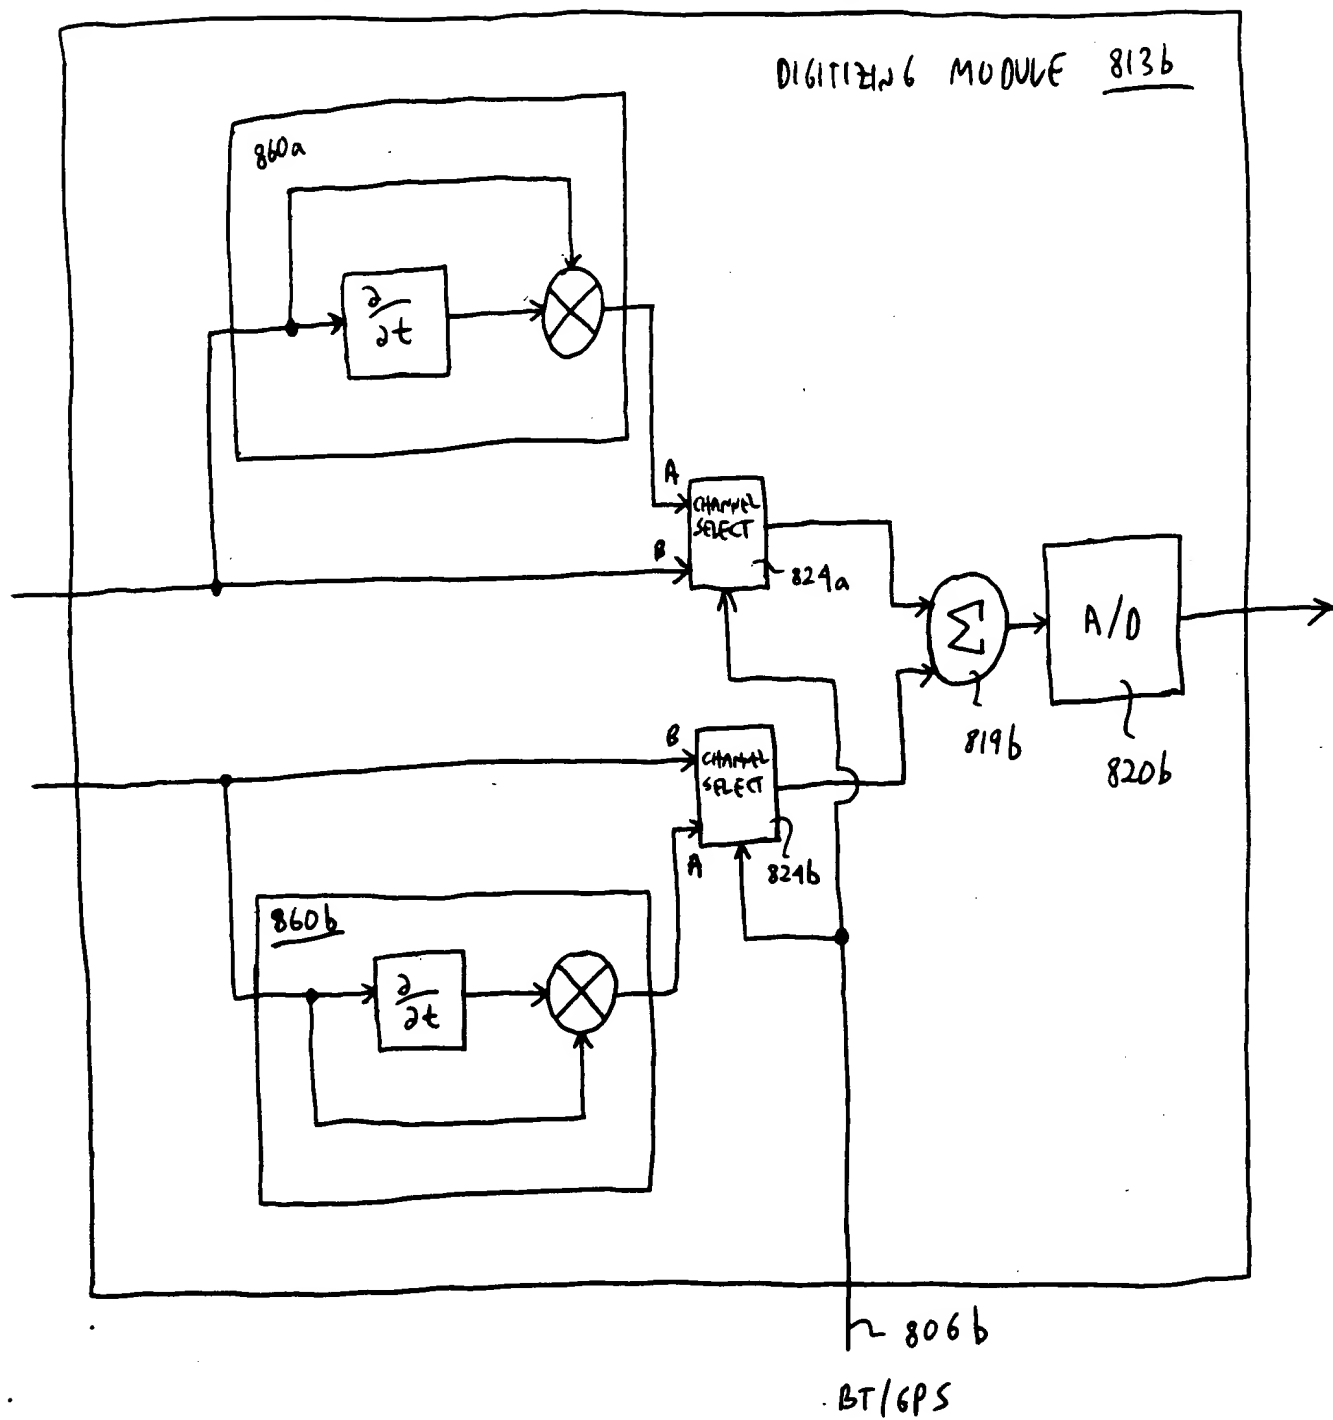 DIGITIZING MODULE 813b
860a
∂
∂t
A
CHANNEL
SELECT
B
824a
Σ
A/D
819b
820b
B
CHANNEL
SELECT
A
824b
860b
∂
∂t
806b
BT/GPS